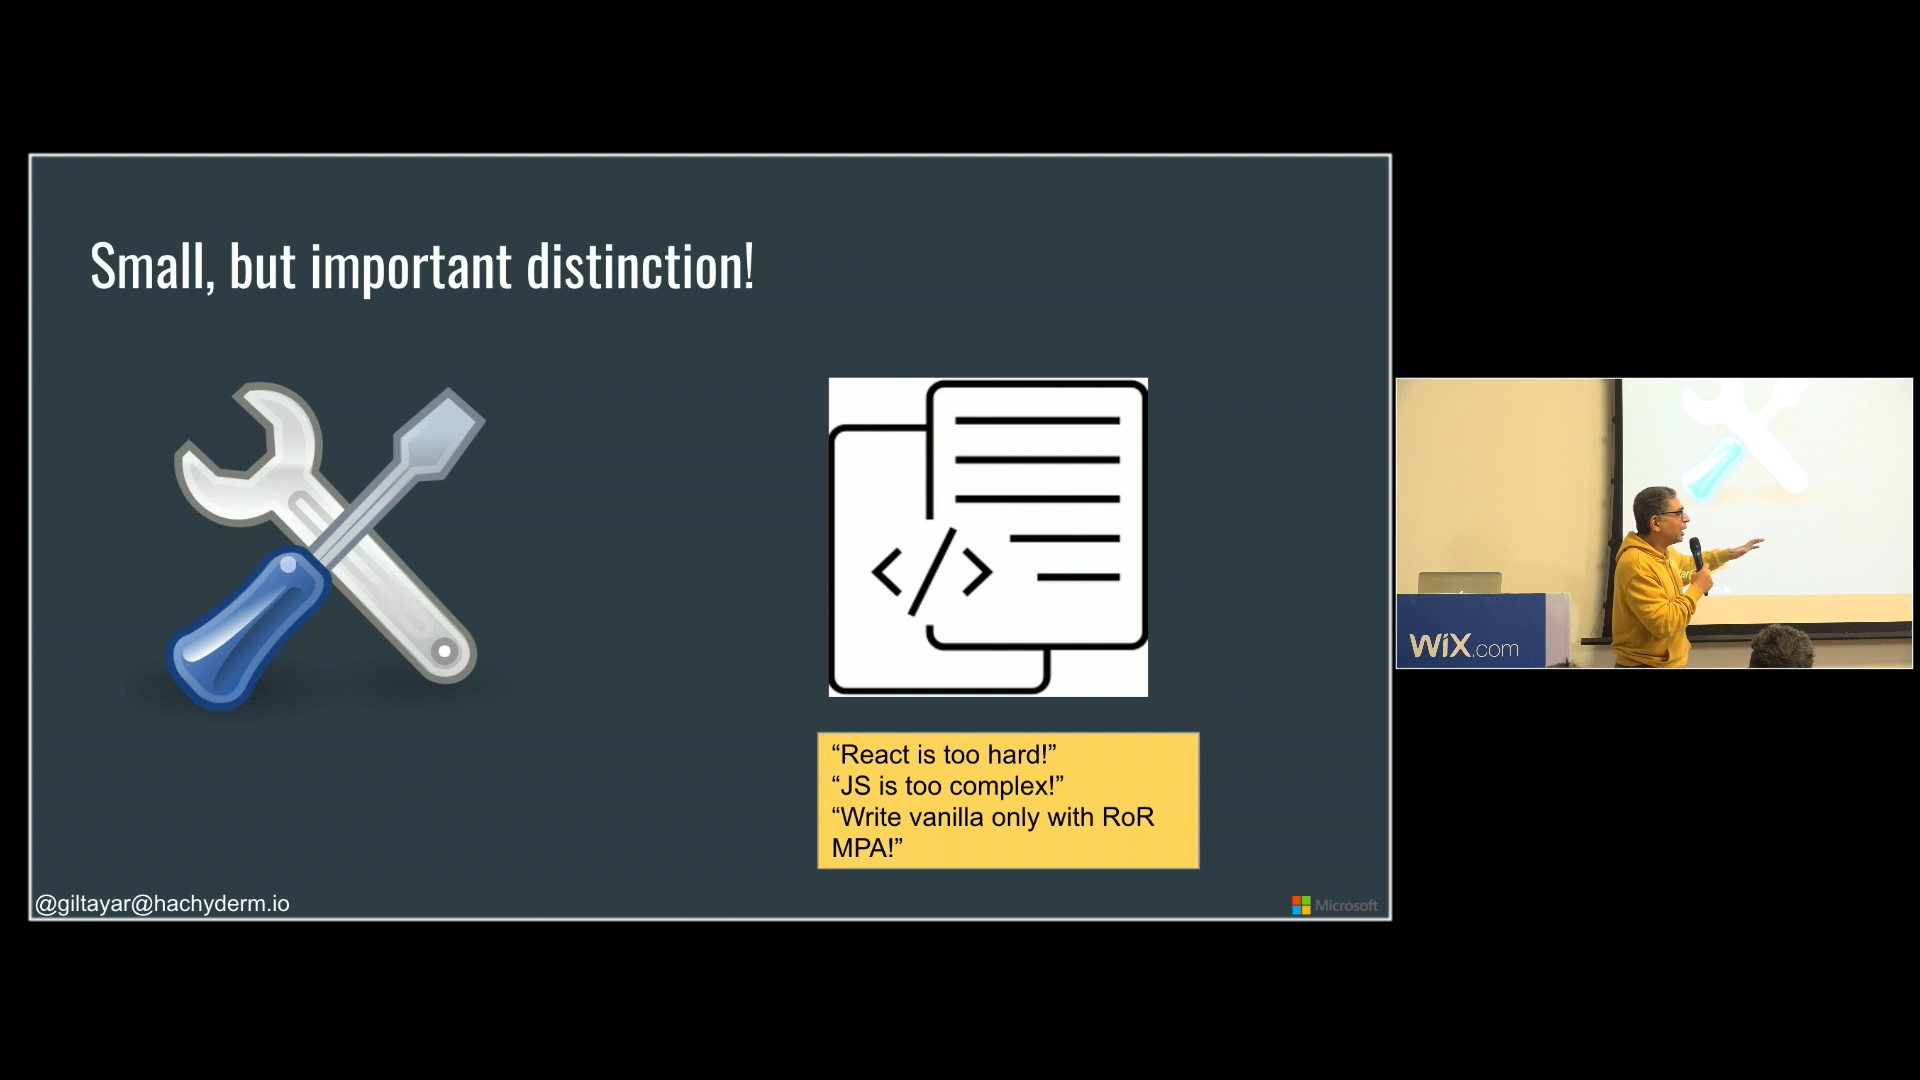 Small, but important distinction!
“React is too hard!”
“JS is too complex!”
“Write vanilla only with RoR
MPA!”
@giltayar@hachyderm.io
Microsoft
WiX.com